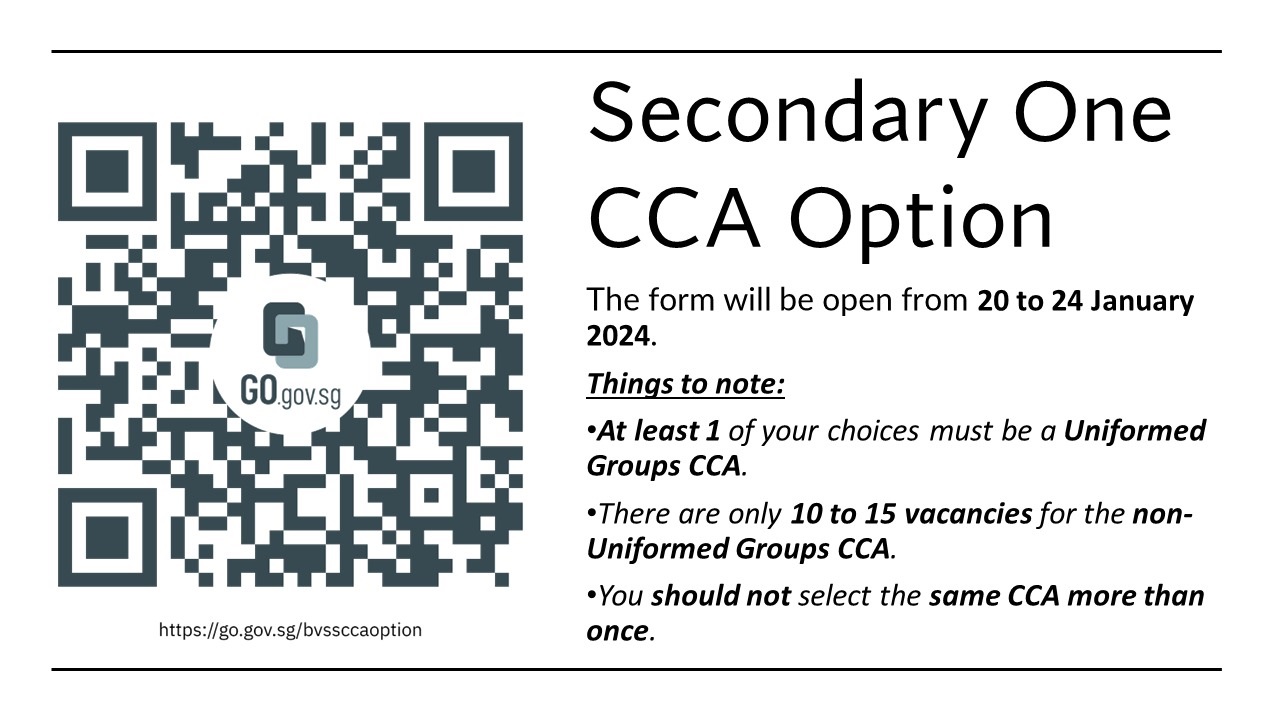 Secondary One
CCA Option
The form will be open from 20 to 24 January
2024.
Things to note:
•At least 1 of your choices must be a Uniformed
Groups CCA.
•There are only 10 to 15 vacancies for the non-
Uniformed Groups CCA.
•You should not select the same CCA more than
once.
GO.gov.sg
https://go.gov.sg/bvssccaoption